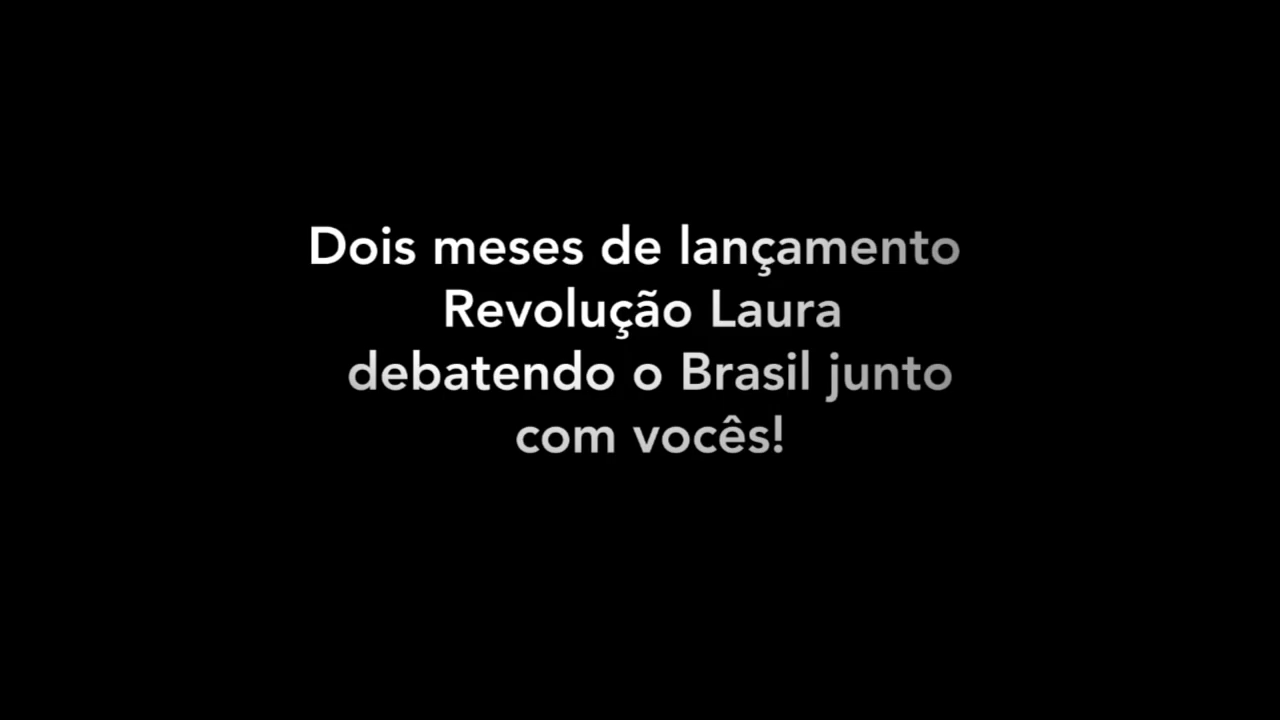 Dois meses de lançamento
Revolução Laura
debatendo o Brasil junto
com vocês!